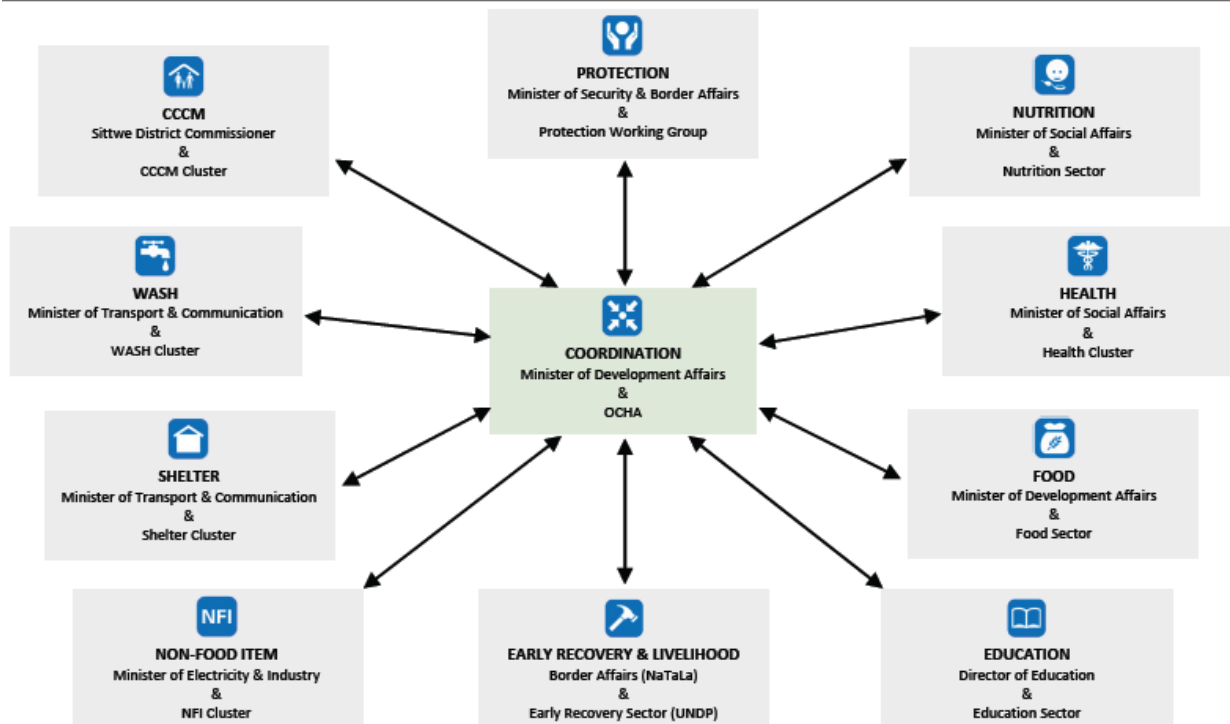 CCCM
Sittwe District Commissioner
&
CCCM Cluster
PROTECTION
Minister of Security & Border Affairs
&
Protection Working Group
NUTRITION
Minister of Social Affairs
&
Nutrition Sector
WASH
Minister of Transport & Communication
&
WASH Cluster
COORDINATION
Minister of Development Affairs
&
OCHA
HEALTH
Minister of Social Affairs
&
Health Cluster
SHELTER
Minister of Transport & Communication
&
Shelter Cluster
FOOD
Minister of Development Affairs
&
Food Sector
NFI
NON-FOOD ITEM
Minister of Electricity & Industry
&
NFI Cluster
EARLY RECOVERY & LIVELIHOOD
Border Affairs (NaTaLa)
&
Early Recovery Sector (UNDP)
EDUCATION
Director of Education
&
Education Sector